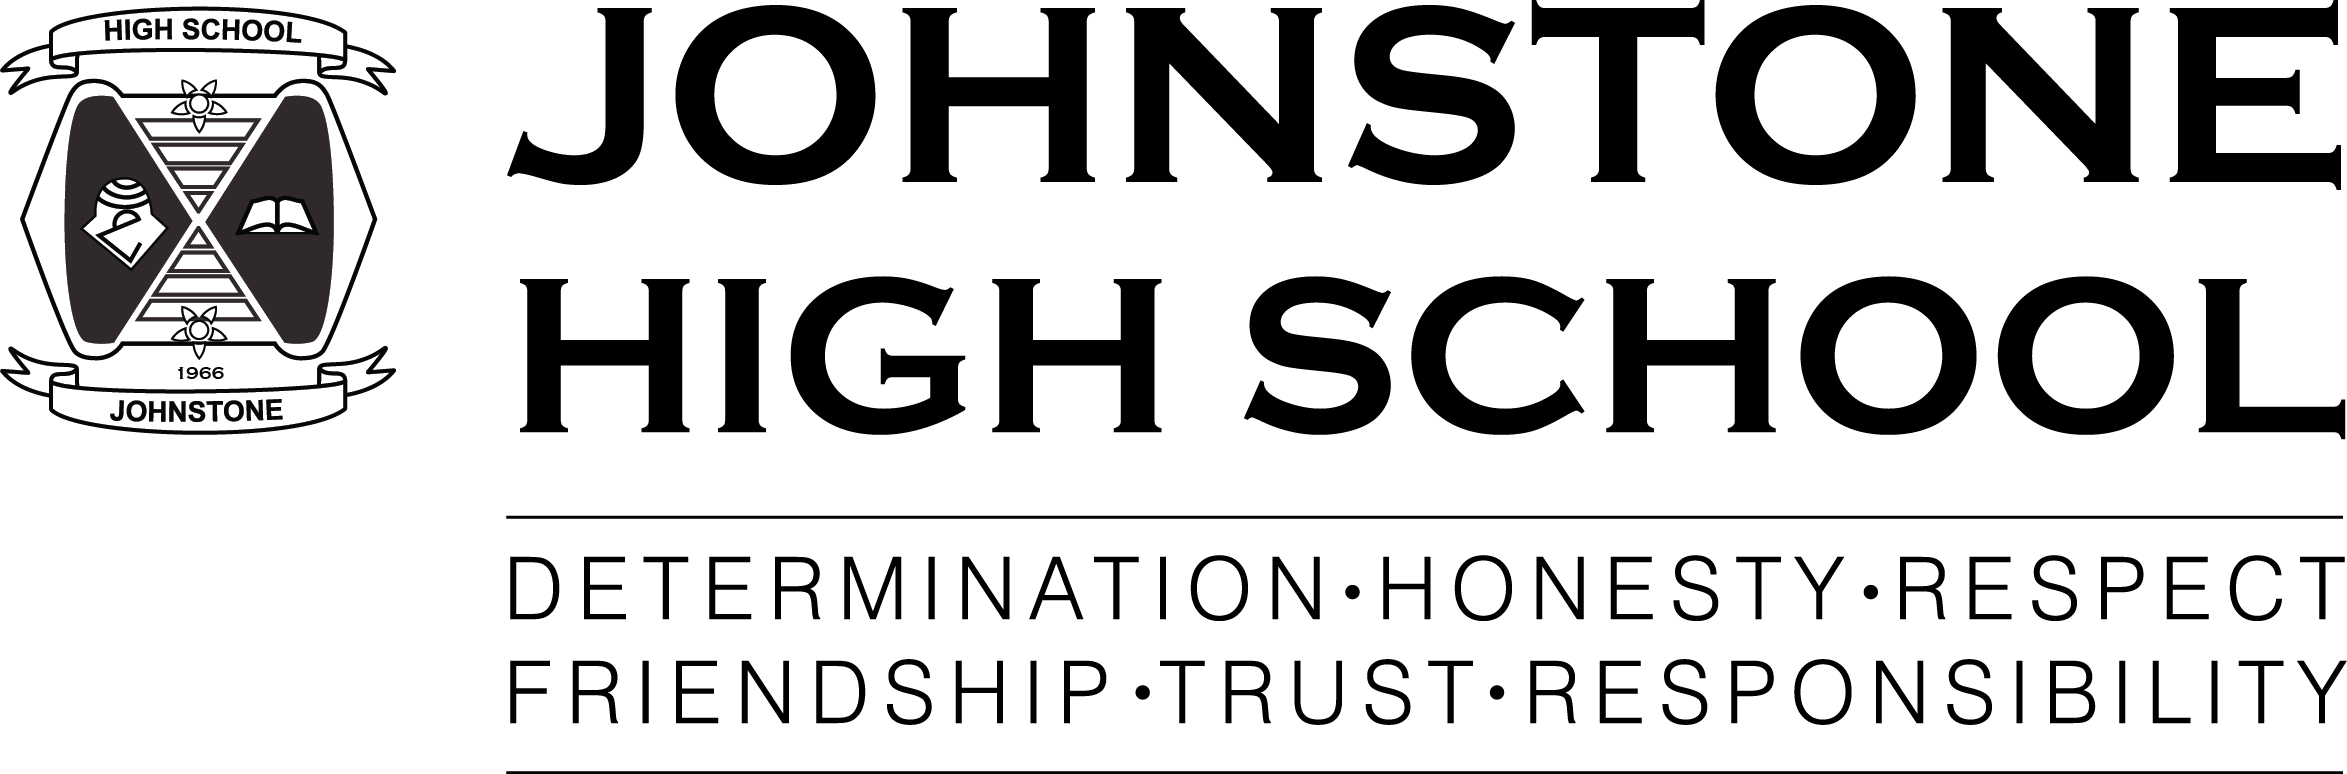 HIGH SCHOOL
1966
JOHNSTONE
JOHNSTONE
HIGH SCHOOL
DETERMINATION•HONESTY•RESPECT
FRIENDSHIP•TRUST•RESPONSIBILITY